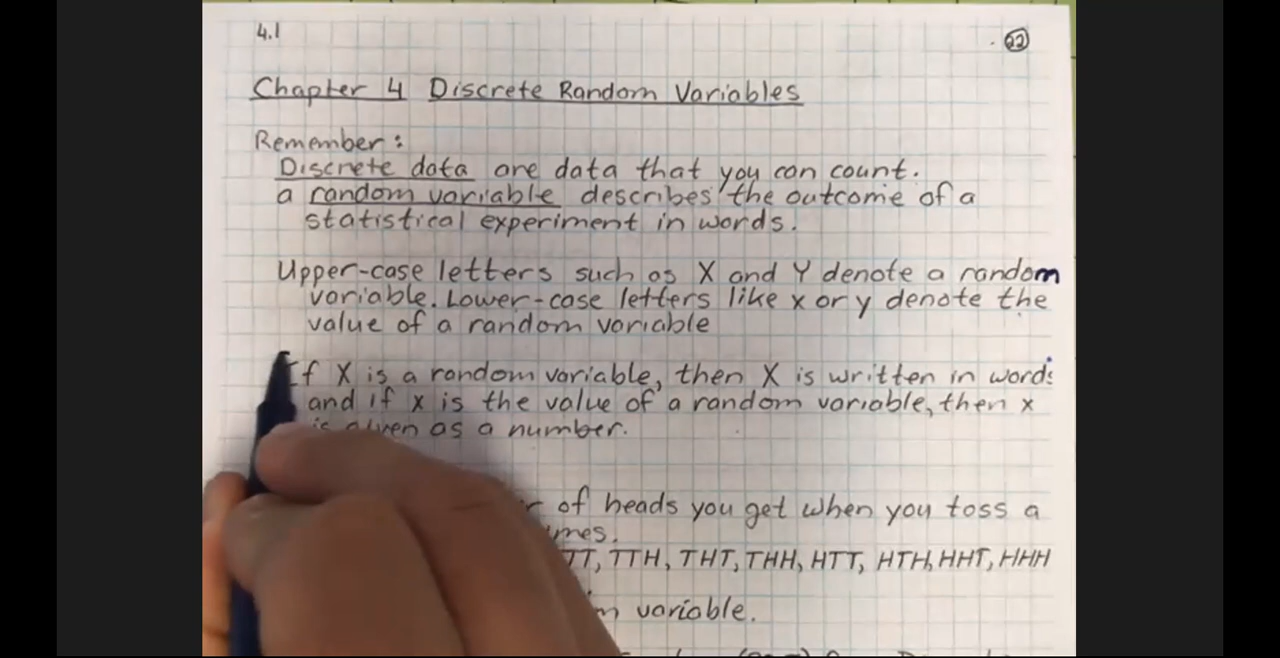 4.1
22
Chapter 4 Discrete Random Variables
Remember:
Discrete data are data that you can count.
a random variable describes the outcome of a
statistical experiment in words.
Upper-case letters such as X and Y denote a random
variable. Lower-case letters like x or y denote the
value of a random variable
If X is a random variable, then X is written in words
and if x is the value of a random variable, then x
is given as a number.
of heads you get when you toss a
TTH, THT, THH, HTT, HTH, HHT, HHH
variable.